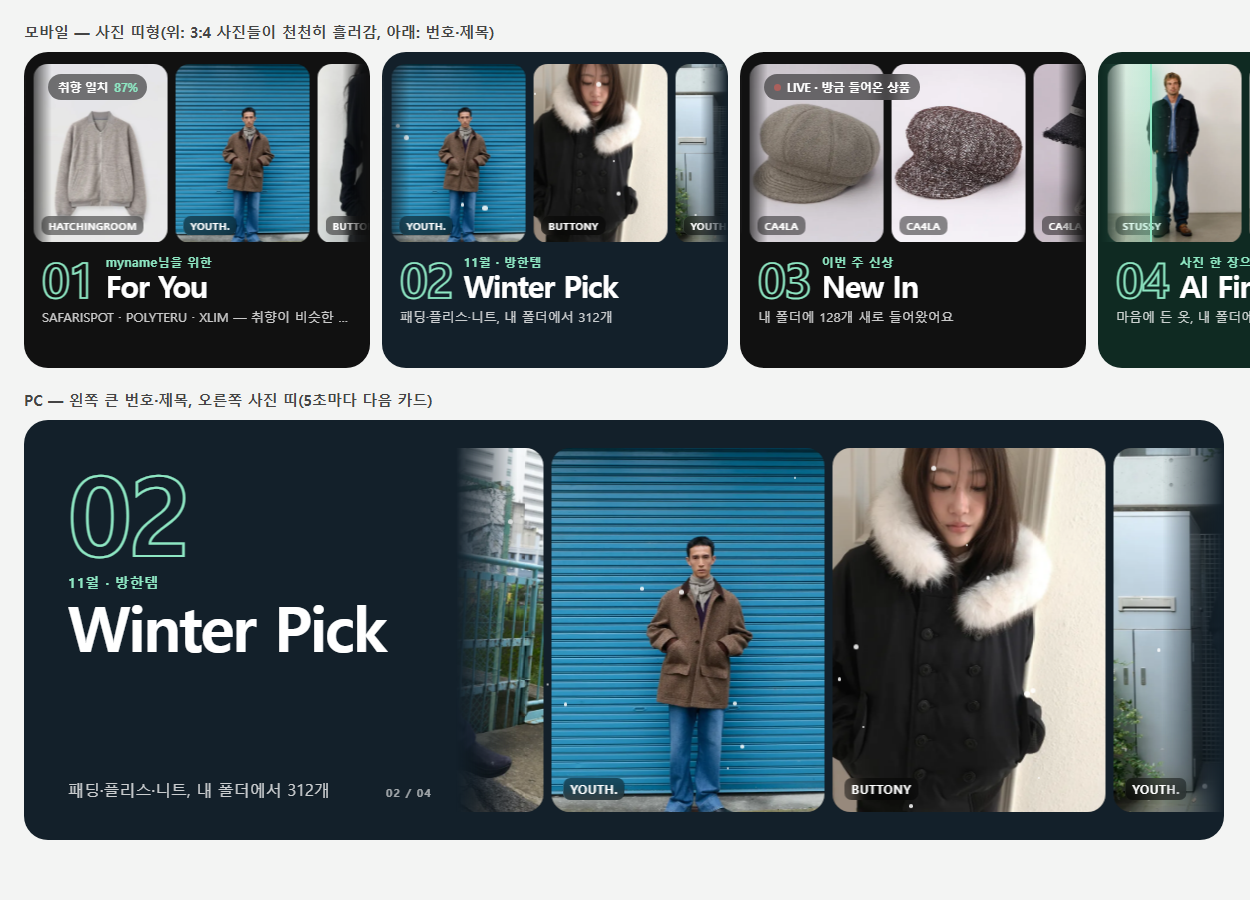 모바일 — 사진 띠형(위: 3:4 사진들이 천천히 흘러감, 아래: 번호·제목)
취향 일치 87%
HATCHINGROOM
YOUTH.
BUTTO
01
myname님을 위한
For You
SAFARISPOT · POLYTERU · XLIM — 취향이 비슷한 ...
YOUTH.
BUTTONY
YOUTH
02
11월 · 방한템
Winter Pick
패딩·플리스·니트, 내 폴더에서 312개
LIVE · 방금 들어온 상품
CA4LA
CA4LA
CA4LA
03
이번 주 신상
New In
내 폴더에 128개 새로 들어왔어요
STUSSY
04
사진 한 장으
AI Fin
마음에 든 옷, 내 폴더에
PC — 왼쪽 큰 번호·제목, 오른쪽 사진 띠(5초마다 다음 카드)
02
11월 · 방한템
Winter Pick
패딩·플리스·니트, 내 폴더에서 312개
02 / 04
YOUTH.
BUTTONY
YOUTH.